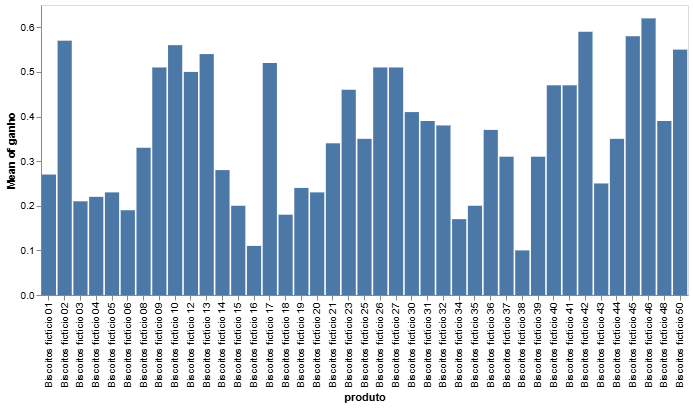 0.6
0.5
0.4
0.3
0.2
0.1
0.0
Mean of ganho
Biscoitos fictício 01
Biscoitos fictício 02
Biscoitos fictício 03
Biscoitos fictício 04
Biscoitos fictício 05
Biscoitos fictício 06
Biscoitos fictício 08
Biscoitos fictício 09
Biscoitos fictício 10
Biscoitos fictício 12
Biscoitos fictício 13
Biscoitos fictício 14
Biscoitos fictício 15
Biscoitos fictício 16
Biscoitos fictício 17
Biscoitos fictício 18
Biscoitos fictício 19
Biscoitos fictício 20
Biscoitos fictício 21
Biscoitos fictício 23
Biscoitos fictício 25
Biscoitos fictício 26
Biscoitos fictício 27
Biscoitos fictício 30
Biscoitos fictício 31
Biscoitos fictício 32
Biscoitos fictício 34
Biscoitos fictício 35
Biscoitos fictício 36
Biscoitos fictício 37
Biscoitos fictício 38
Biscoitos fictício 39
Biscoitos fictício 40
Biscoitos fictício 41
Biscoitos fictício 42
Biscoitos fictício 43
Biscoitos fictício 44
Biscoitos fictício 45
Biscoitos fictício 46
Biscoitos fictício 48
Biscoitos fictício 50
produto